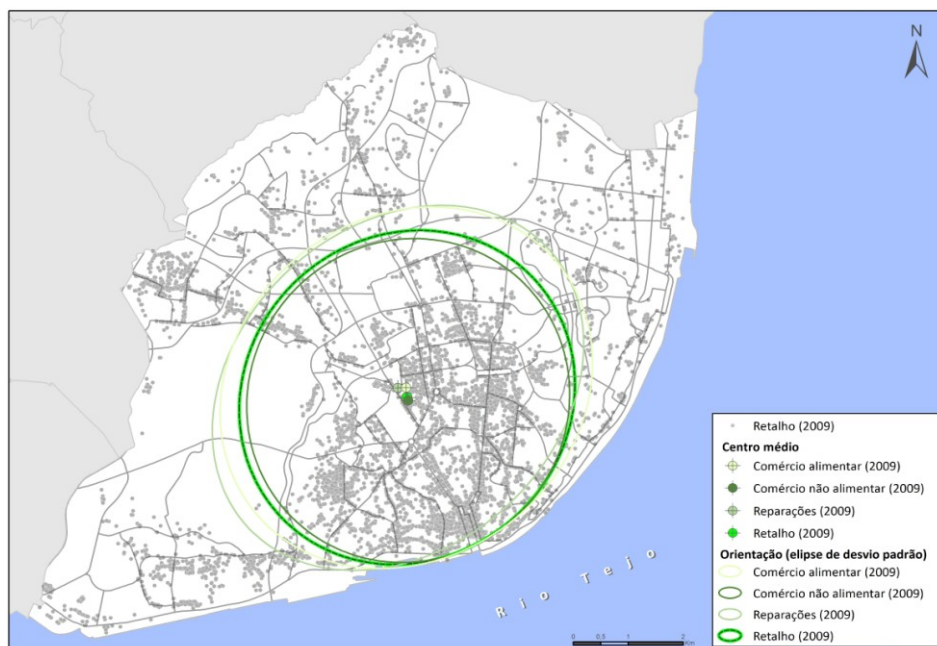 N
Rio Tejo
0 0,5 1 2
Km
Retalho (2009)
Centro médio
Comércio alimentar (2009)
Comércio não alimentar (2009)
Reparações (2009)
Retalho (2009)
Orientação (elipse de desvio padrão)
Comércio alimentar (2009)
Comércio não alimentar (2009)
Reparações (2009)
Retalho (2009)